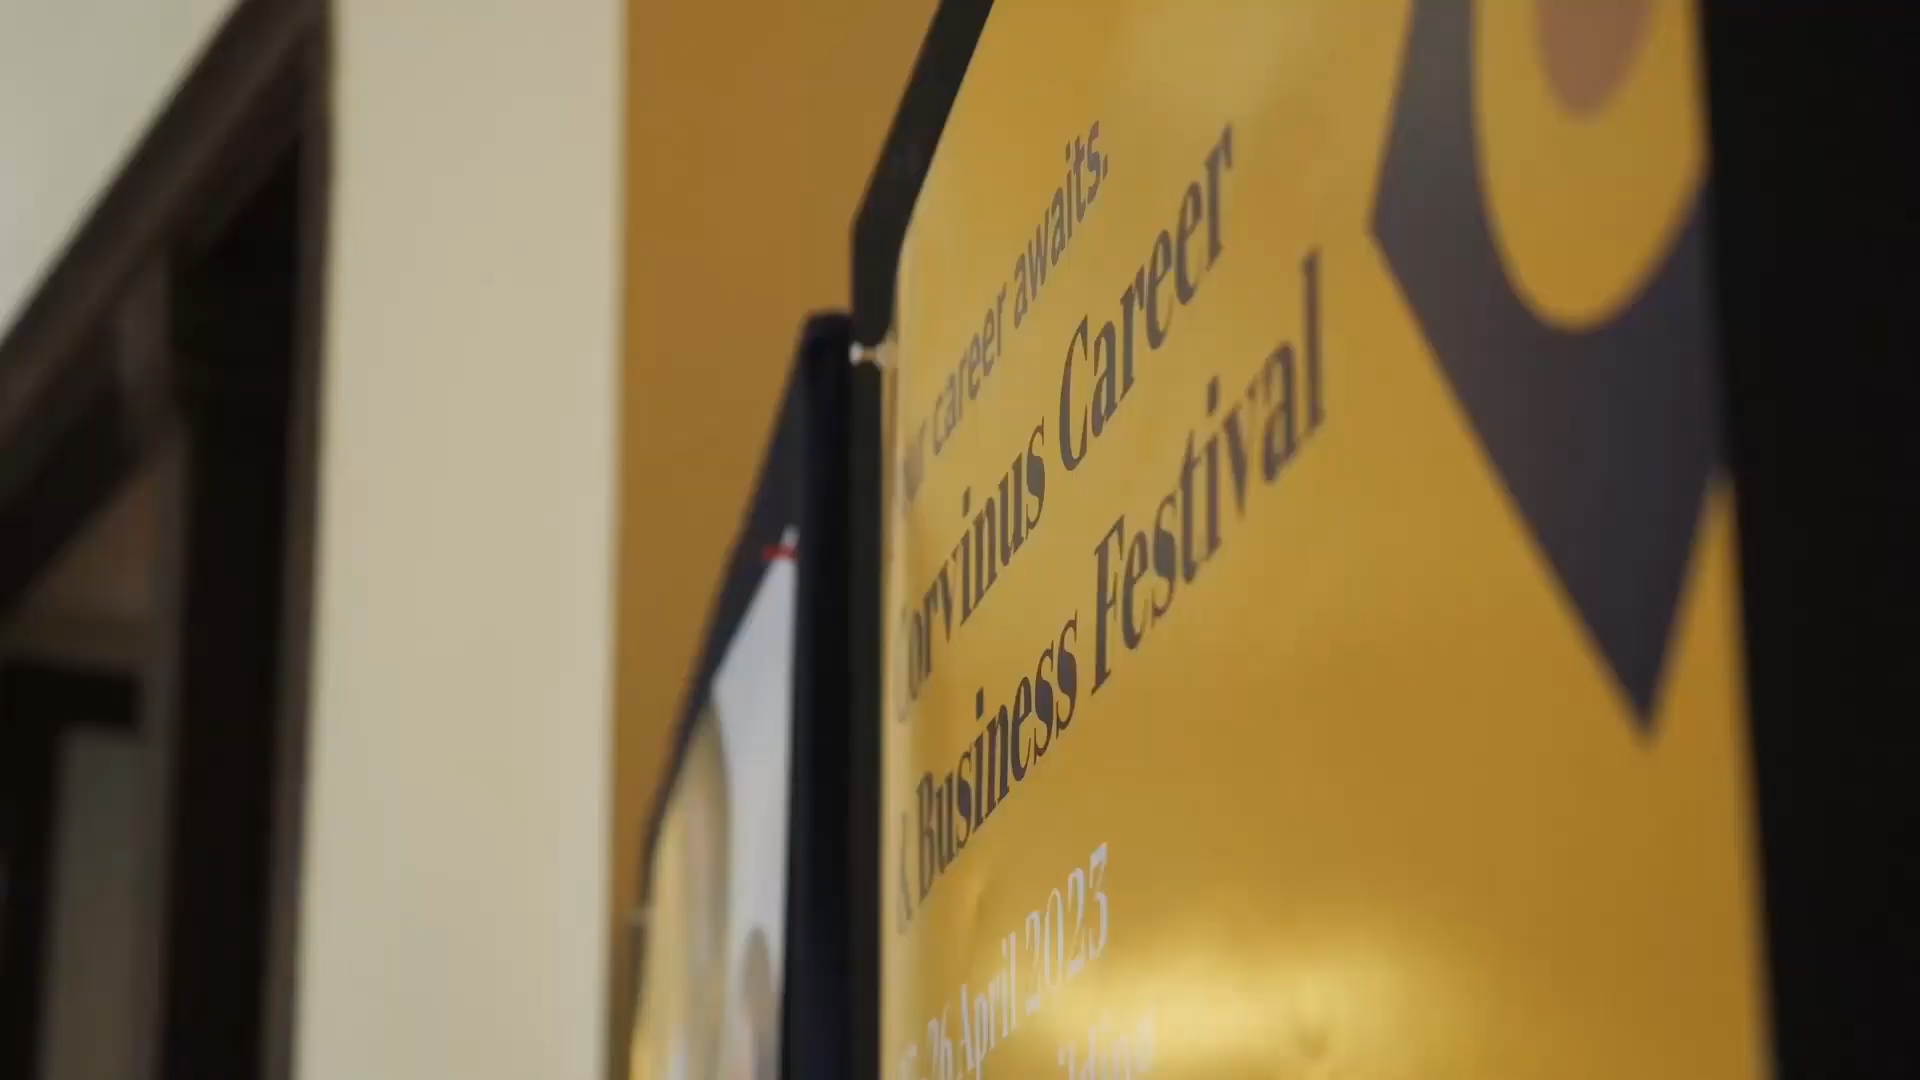 career awaits.
Corvinus Career
& Business Festival
26 April 2023